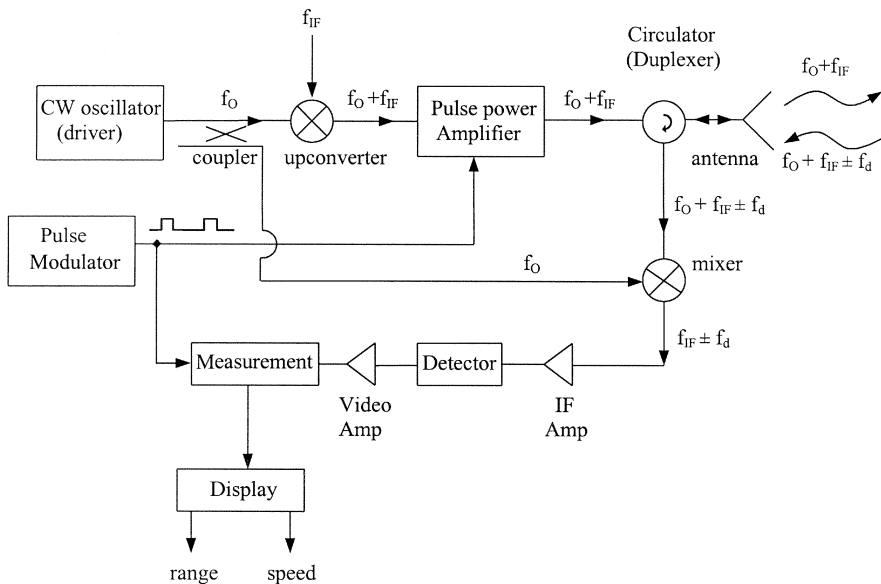 f_IF
Circulator
(Duplexer)
CW oscillator
(driver)
f_O
f_O+f_IF
Pulse power
Amplifier
f_O+f_IF
f_O+f_IF
coupler
upconverter
antenna
f_O + f_IF ± f_d
f_O + f_IF ± f_d
Pulse
Modulator
f_O
mixer
f_IF ± f_d
Measurement
Detector
Video
Amp
IF
Amp
Display
range
speed